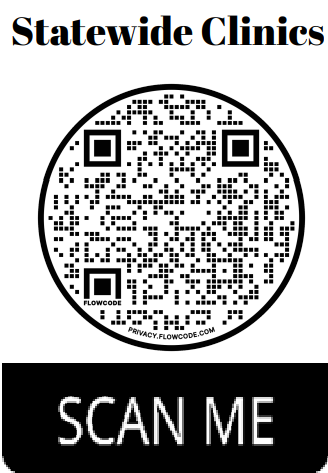 Statewide Clinics
FLOWCODE
PRIVACY.FLOWCODE.COM
SCAN ME